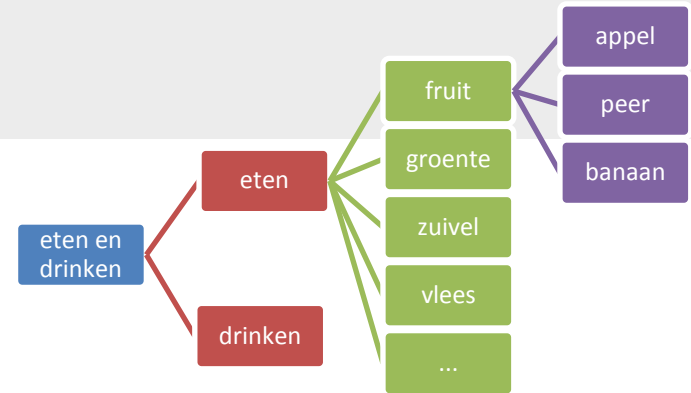 eten en
drinken
eten
drinken
fruit
groente
zuivel
vlees
...
appel
peer
banaan